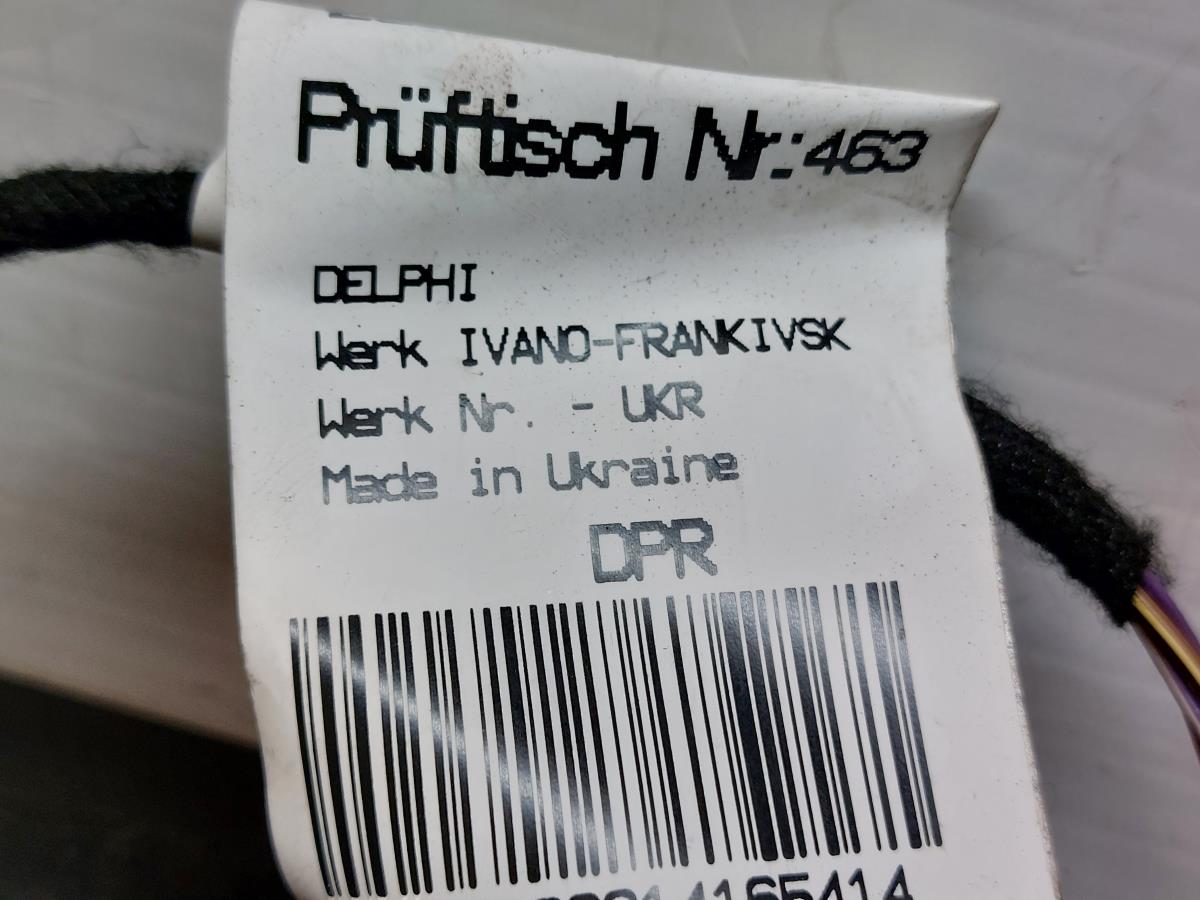 Prüftisch Nr.:463
DELPHI
Werk IVANO-FRANKIVSK
Werk Nr. - UKR
Made in Ukraine
DPR